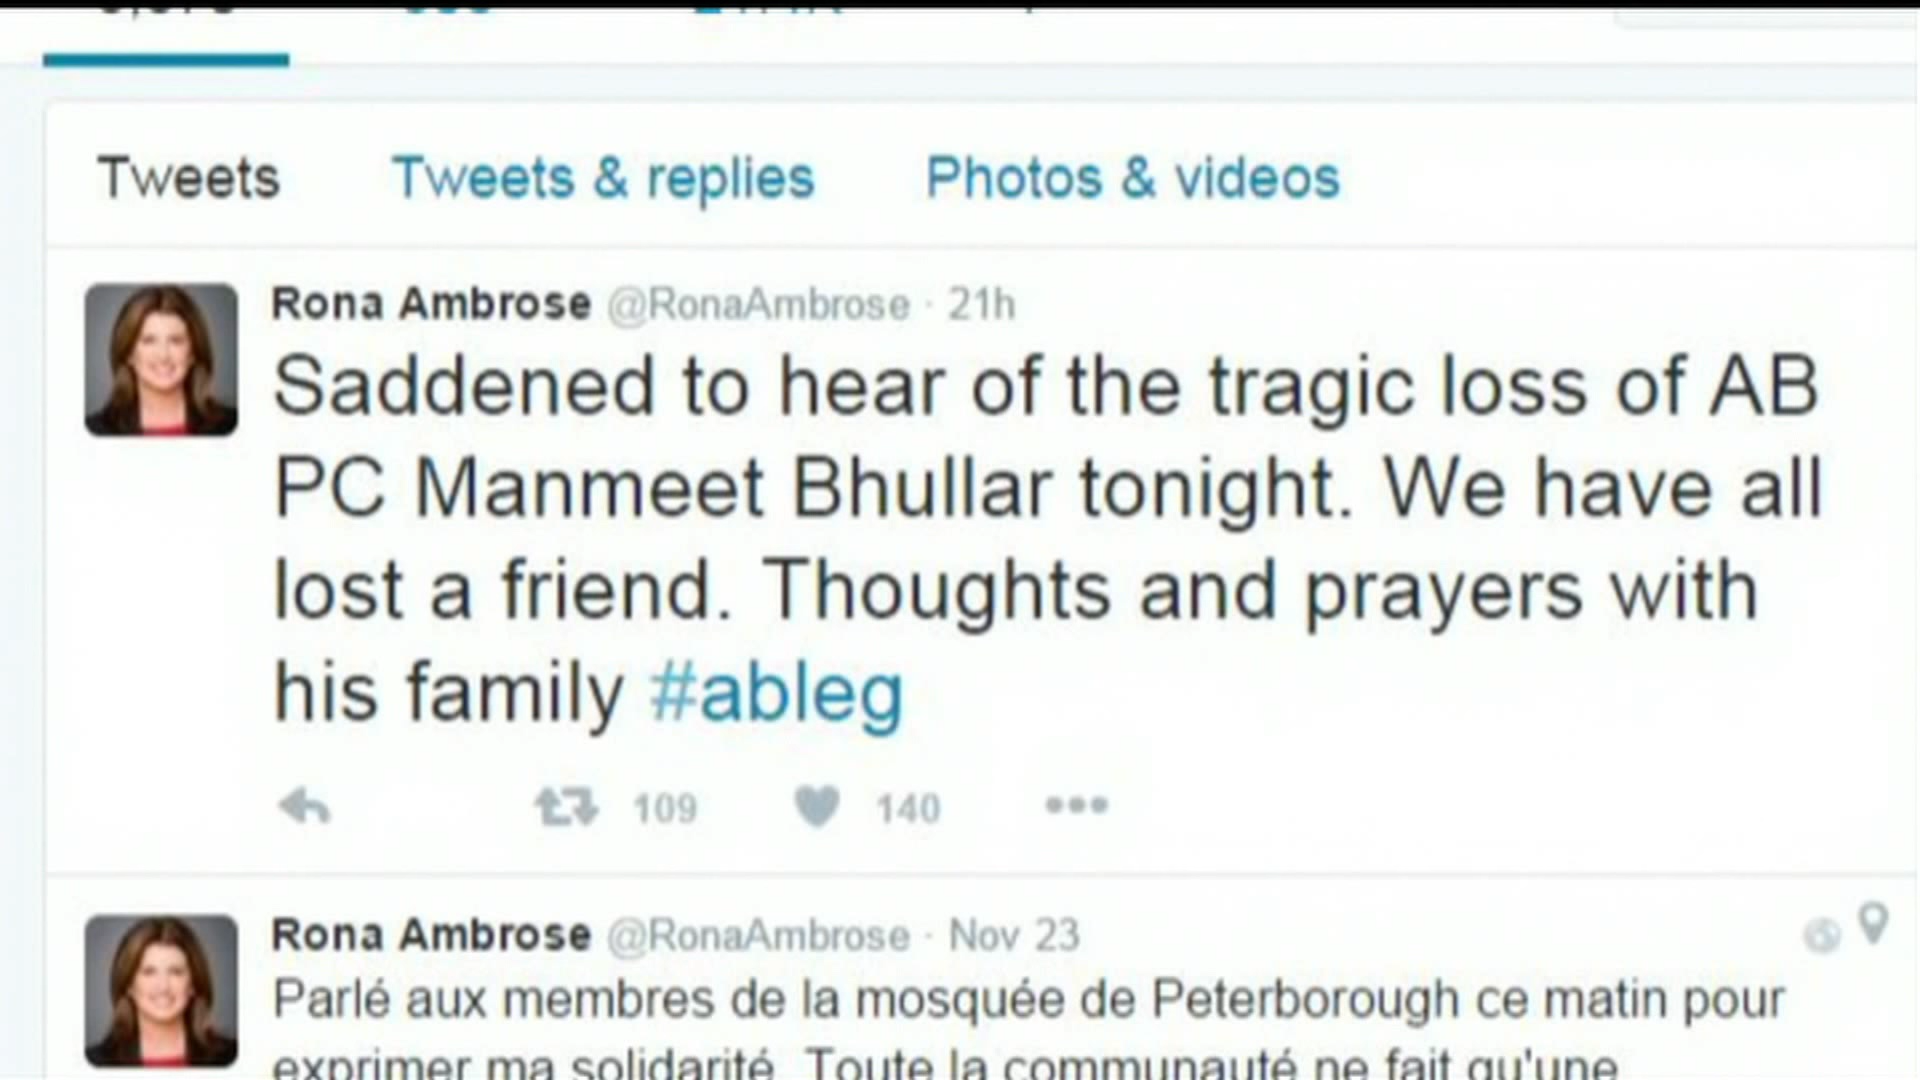 Tweets Tweets & replies Photos & videos
Rona Ambrose @RonaAmbrose · 21h
Saddened to hear of the tragic loss of AB
PC Manmeet Bhullar tonight. We have all
lost a friend. Thoughts and prayers with
his family #ableg
109 140
Rona Ambrose @RonaAmbrose · Nov 23
Parlé aux membres de la mosquée de Peterborough ce matin pour
exprimer ma solidarité. Toute la communauté ne fait qu'une